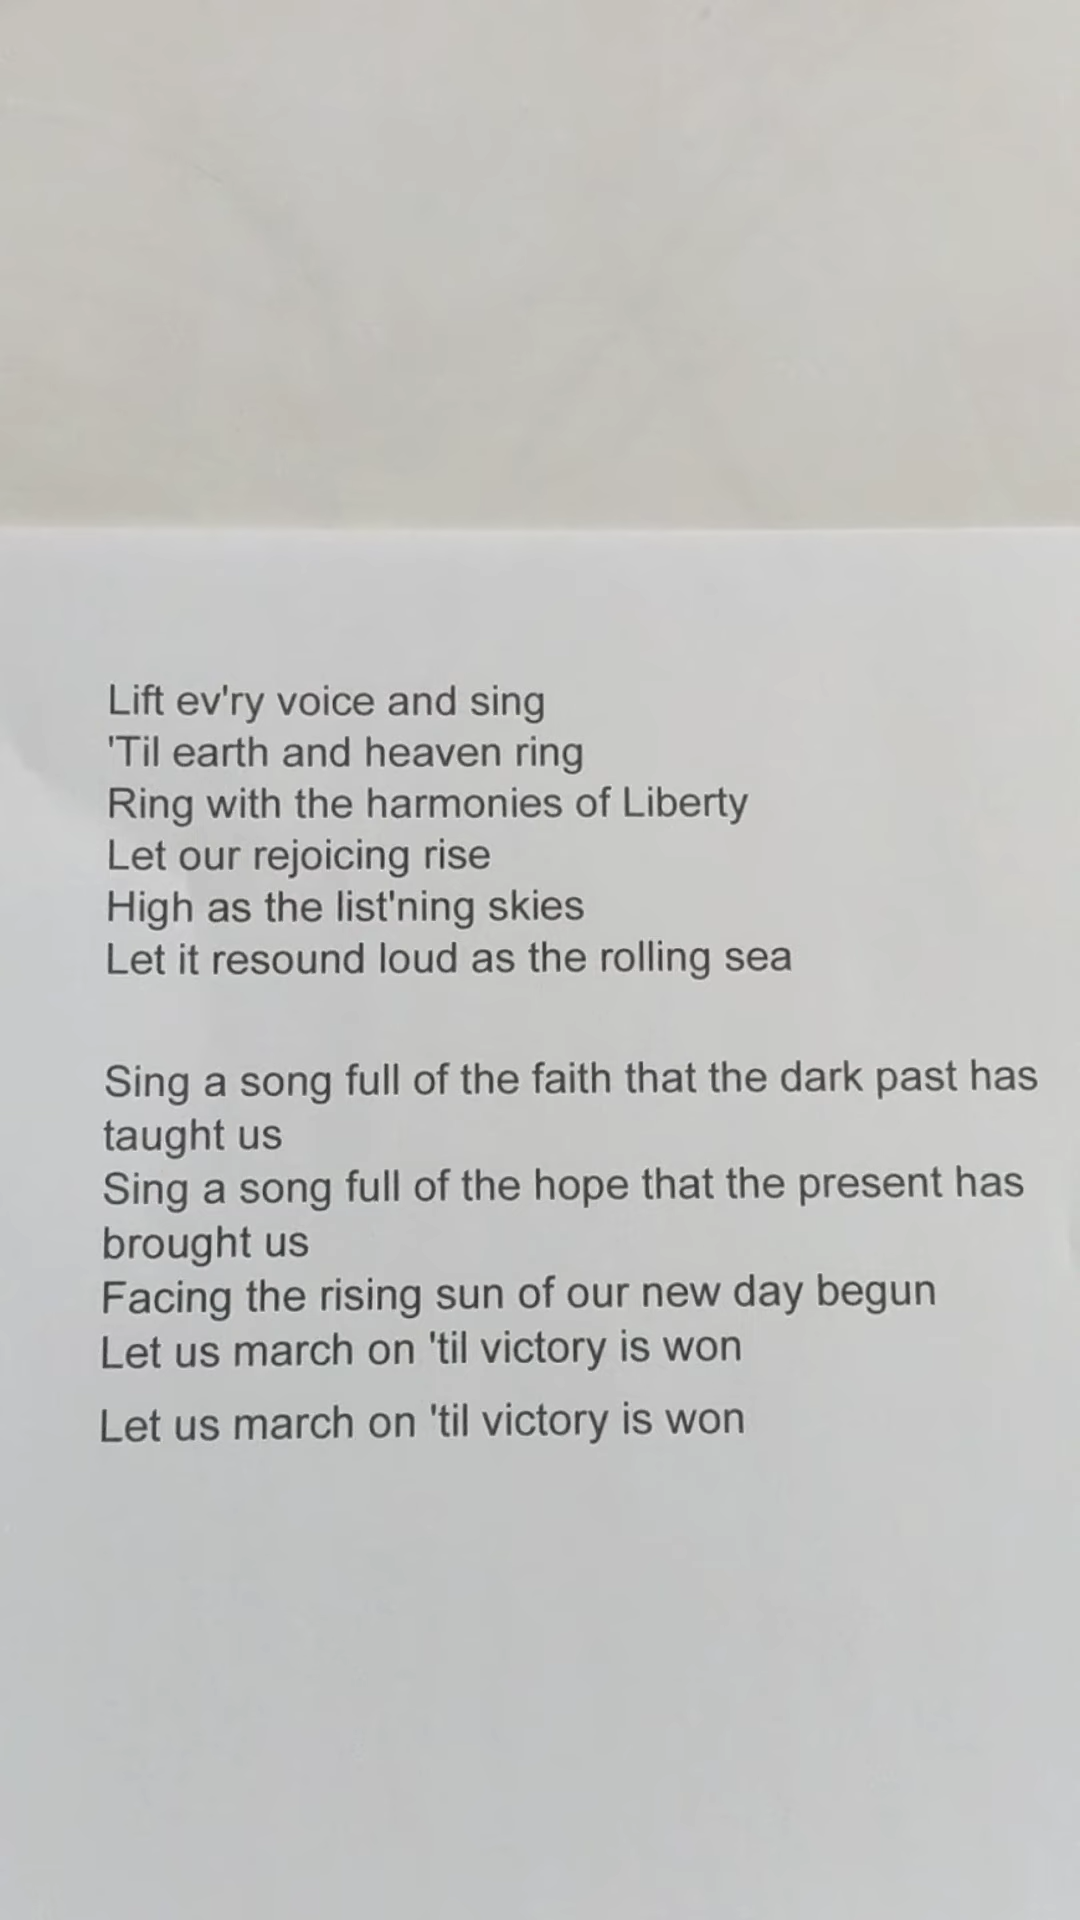 Lift ev'ry voice and sing
'Til earth and heaven ring
Ring with the harmonies of Liberty
Let our rejoicing rise
High as the list'ning skies
Let it resound loud as the rolling sea
Sing a song full of the faith that the dark past has
taught us
Sing a song full of the hope that the present has
brought us
Facing the rising sun of our new day begun
Let us march on 'til victory is won
Let us march on 'til victory is won